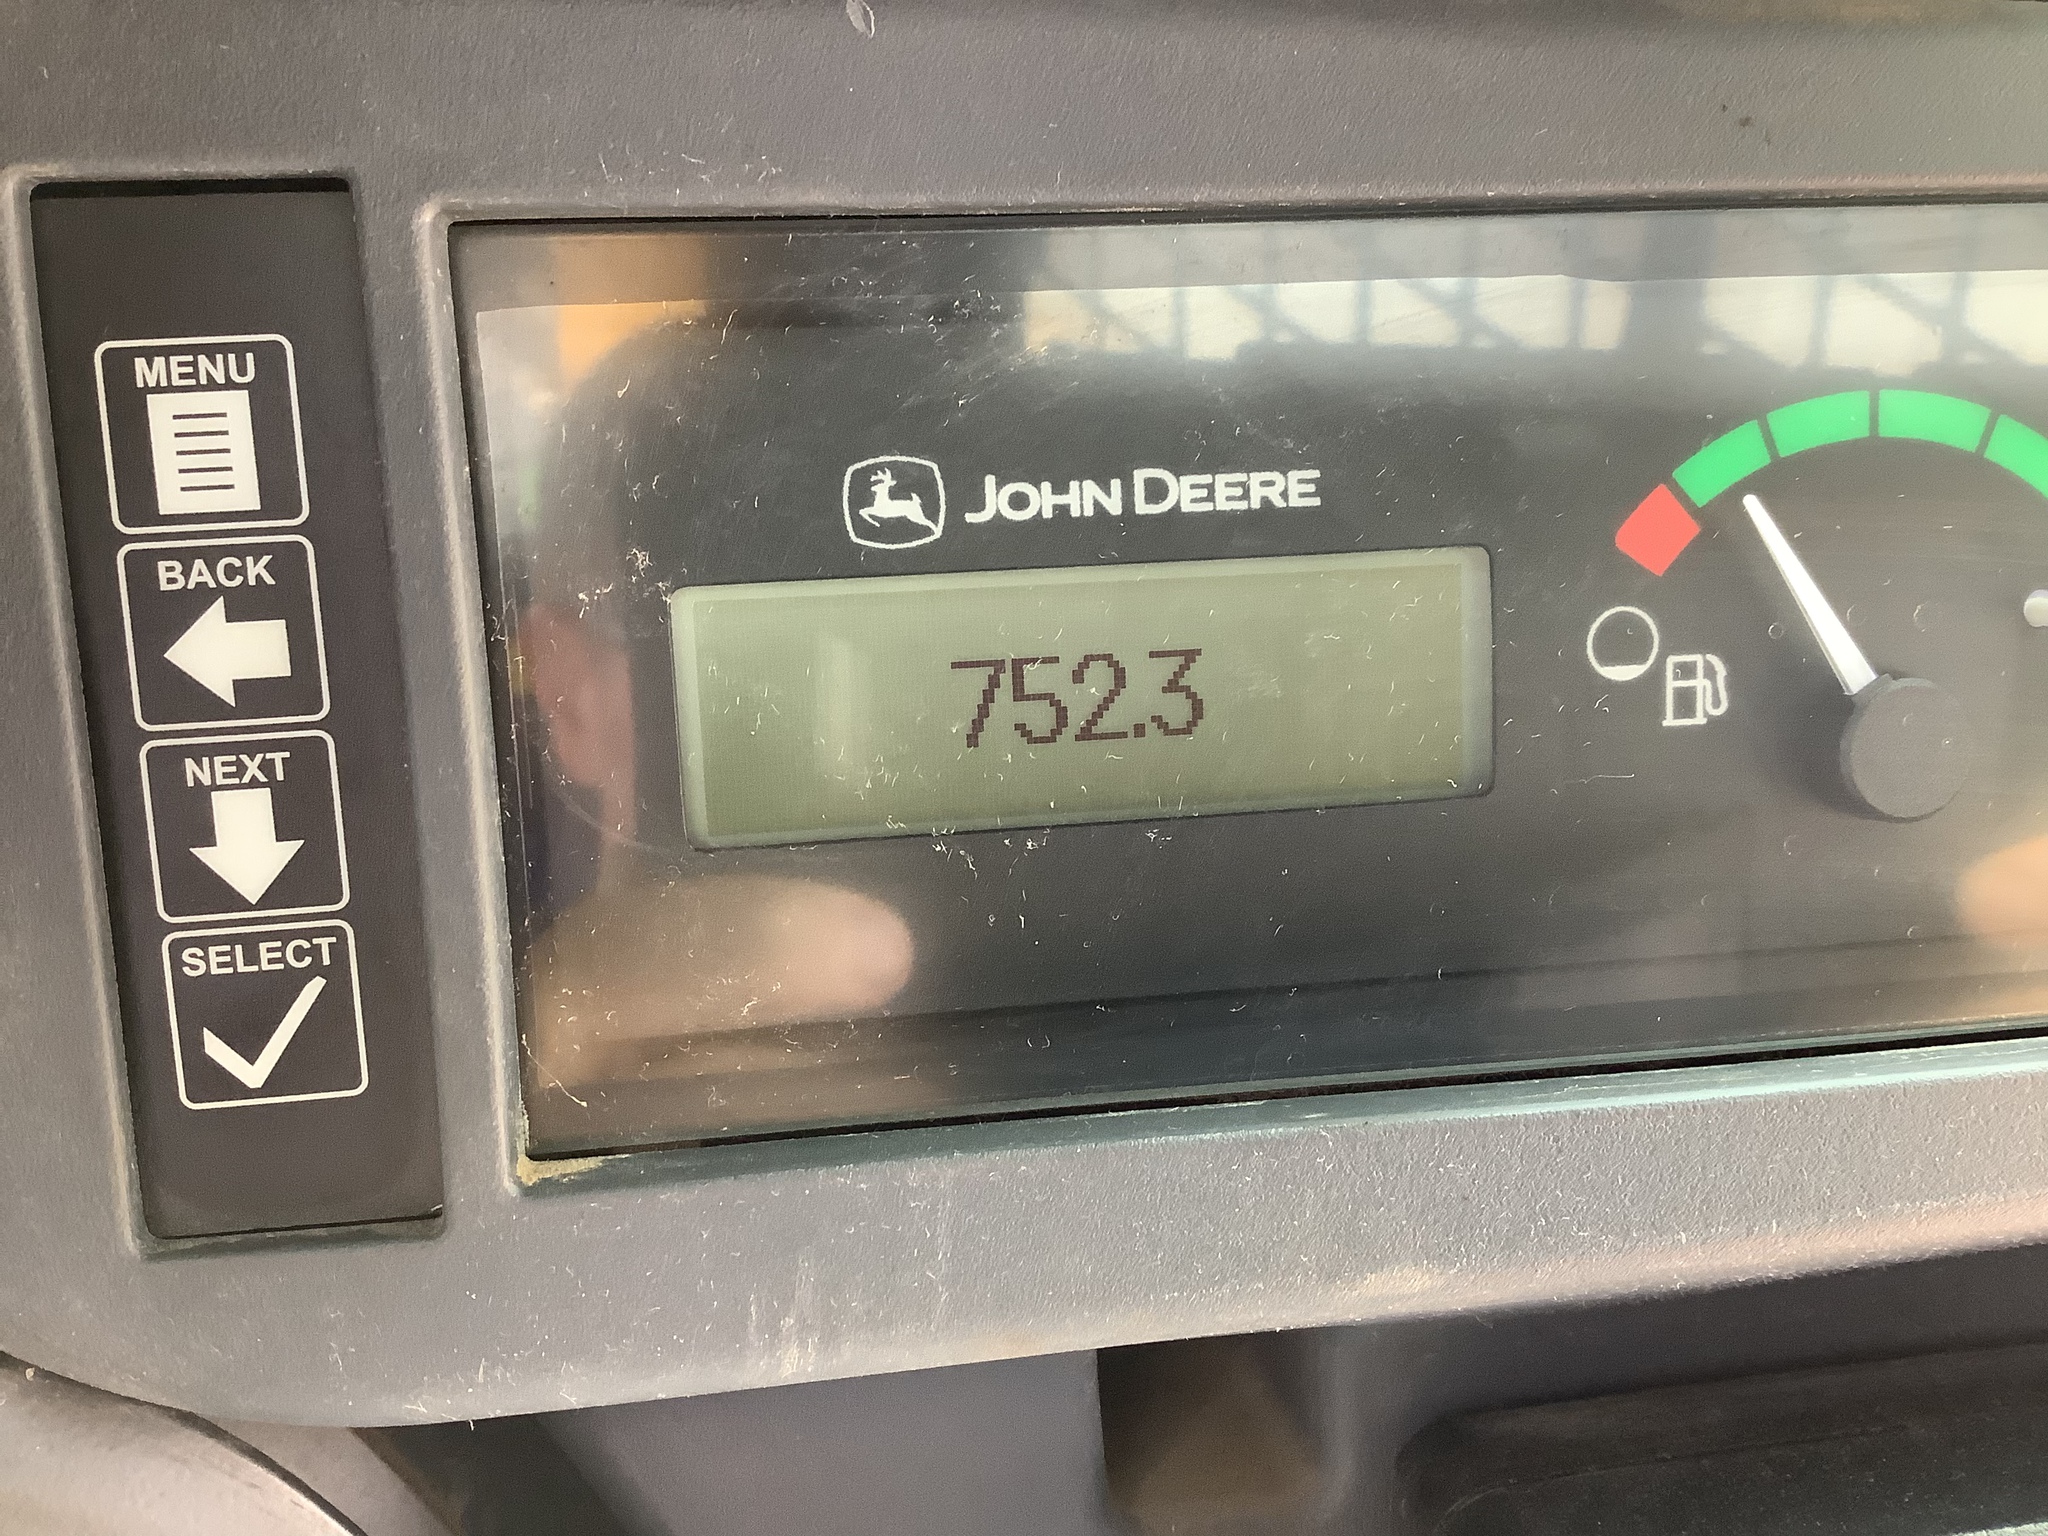 MENU
BACK
NEXT
SELECT
JOHN DEERE
752.3